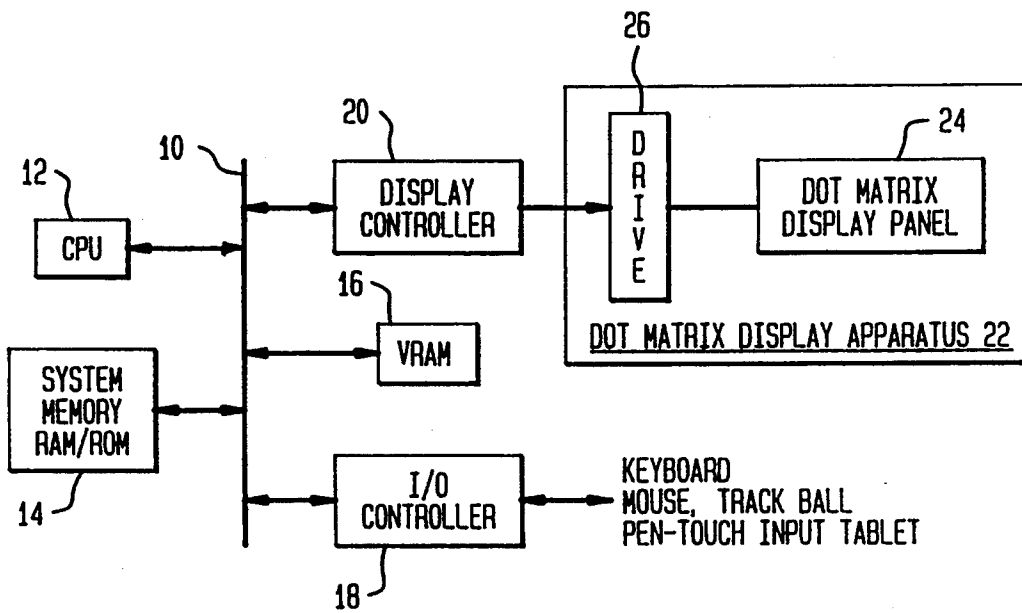 26
20
24
10
12
D
R
I
V
E
DISPLAY
CONTROLLER
DOT MATRIX
DISPLAY PANEL
CPU
16
VRAM
DOT MATRIX DISPLAY APPARATUS 22
SYSTEM
MEMORY
RAM/ROM
14
I/O
CONTROLLER
KEYBOARD
MOUSE, TRACK BALL
PEN-TOUCH INPUT TABLET
18